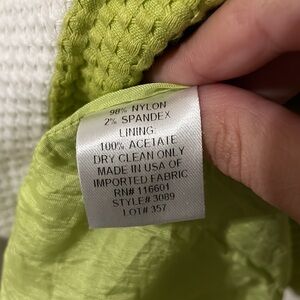 98% NYLON
2% SPANDEX
LINING:
100% ACETATE
DRY CLEAN ONLY
MADE IN USA OF
IMPORTED FABRIC
RN# 116601
STYLE# 3089
LOT# 357